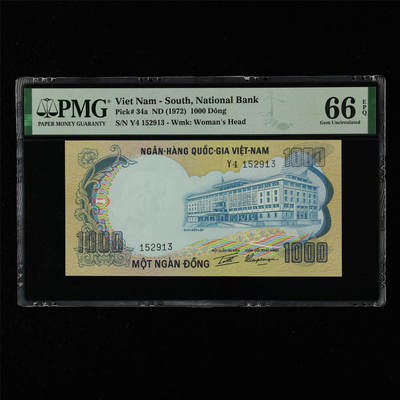 PMG
PAPER MONEY GUARANTY
Viet Nam - South, National Bank
Pick# 34a ND (1972) 1000 Dông
S/N Y4 152913 - Wmk: Woman's Head
66 EPQ
Gem Uncirculated
NGÂN-HÀNG QUỐC-GIA VIỆT-NAM
1000
Y4 152913
152913
1000
1000
MỘT NGÀN ĐỒNG